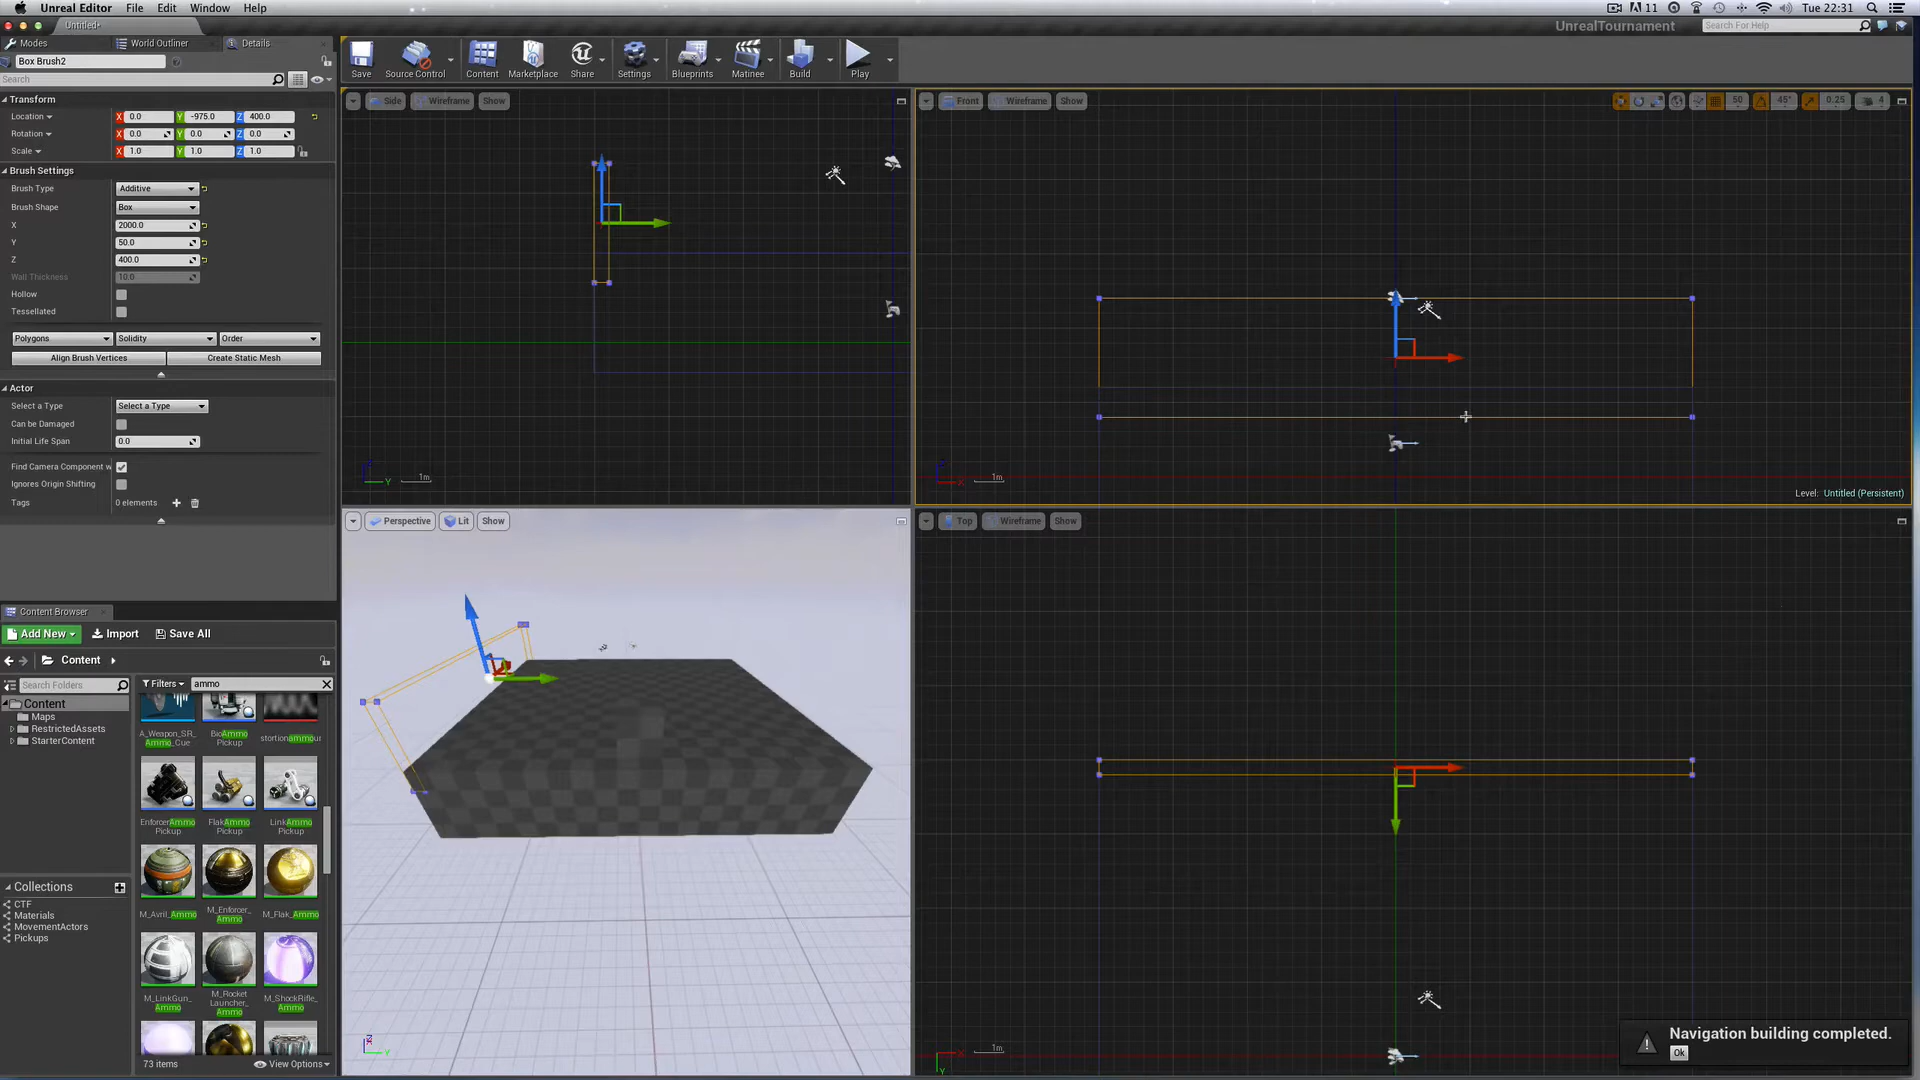 Unreal Editor File Edit Window Help
11 Tue 22:31
Untitled*
UnrealTournament
Search For Help
Modes World Outliner Details
Box Brush2
Search
Save Source Control Content Marketplace Share Settings Blueprints Matinee Build Play
Transform
Location X 0.0 Y -975.0 Z 400.0
Rotation X 0.0 Y 0.0 Z 0.0
Scale X 1.0 Y 1.0 Z 1.0
Brush Settings
Brush Type Additive
Brush Shape Box
X 2000.0
Y 50.0
Z 400.0
Wall Thickness 10.0
Hollow
Tessellated
Polygons Solidity Order
Align Brush Vertices Create Static Mesh
Actor
Select a Type Select a Type
Can be Damaged
Initial Life Span 0.0
Find Camera Component w
Ignores Origin Shifting
Tags 0 elements
Side Wireframe Show
Y 1m
Front Wireframe Show
50 45° 0.25 4
X 1m
Level: Untitled (Persistent)
Perspective Lit Show
Y
Top Wireframe Show
X 1m
Y
Content Browser
Add New Import Save All
Content
Search Folders
Filters ammo
Content
Maps
RestrictedAssets
StarterContent
Collections
CTF
Materials
MovementActors
Pickups
A_Weapon_SR_ BioAmmo stortionammou
Ammo_Cue Pickup
EnforcerAmmo FlakAmmo LinkAmmo
Pickup Pickup Pickup
M_Avril_Ammo M_Enforcer_ M_Flak_Ammo
Ammo
M_LinkGun_ M_Rocket M_ShockRifle_
Ammo Launcher_ Ammo
Ammo
73 items View Options
Navigation building completed.
Ok